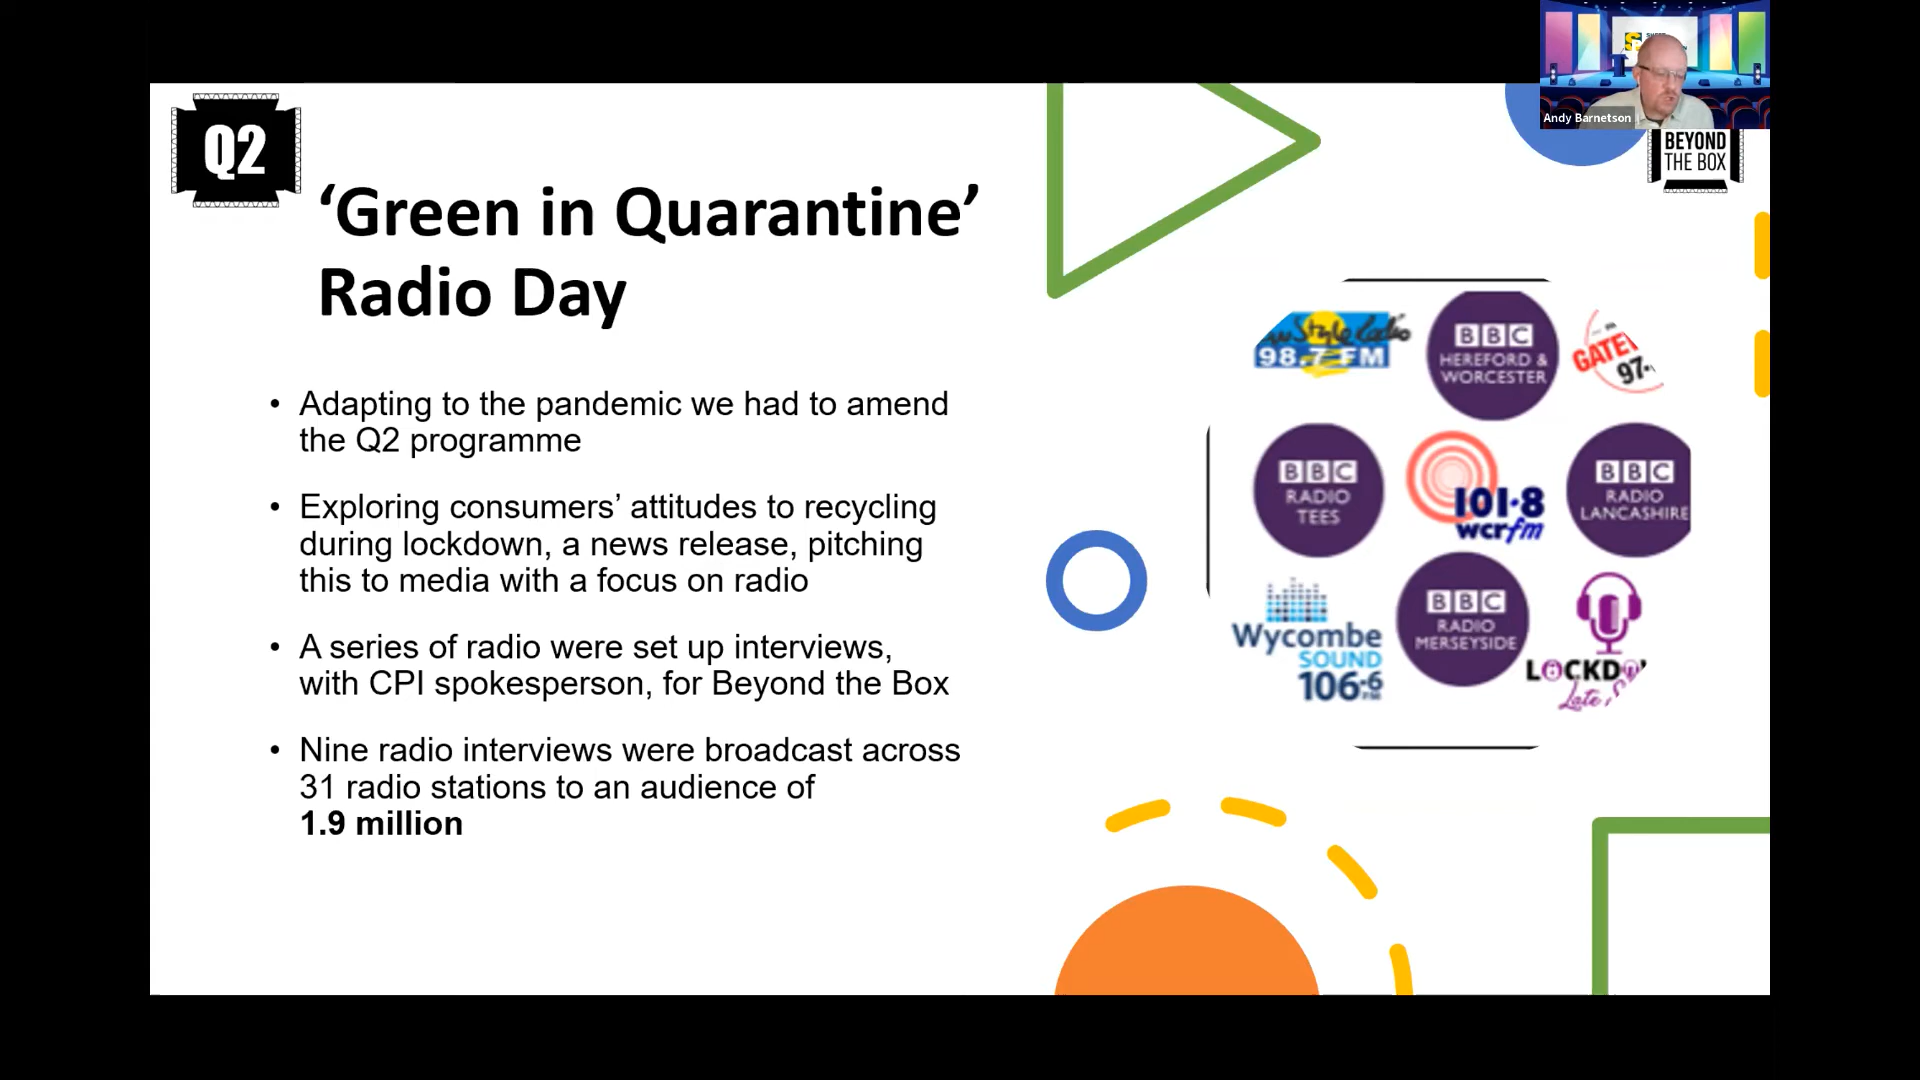 Andy Barnetson
BEYOND
THE BOX
Q2
‘Green in Quarantine’
Radio Day
• Adapting to the pandemic we had to amend
the Q2 programme
• Exploring consumers’ attitudes to recycling
during lockdown, a news release, pitching
this to media with a focus on radio
• A series of radio were set up interviews,
with CPI spokesperson, for Beyond the Box
• Nine radio interviews were broadcast across
31 radio stations to an audience of
1.9 million
Style Radio
98.7 FM
BBC
HEREFORD &
WORCESTER
BBC
RADIO
TEES
101·8
wcrfm
BBC
RADIO
LANCASHIRE
Wycombe
SOUND
106·6
FM
BBC
RADIO
MERSEYSIDE
Late